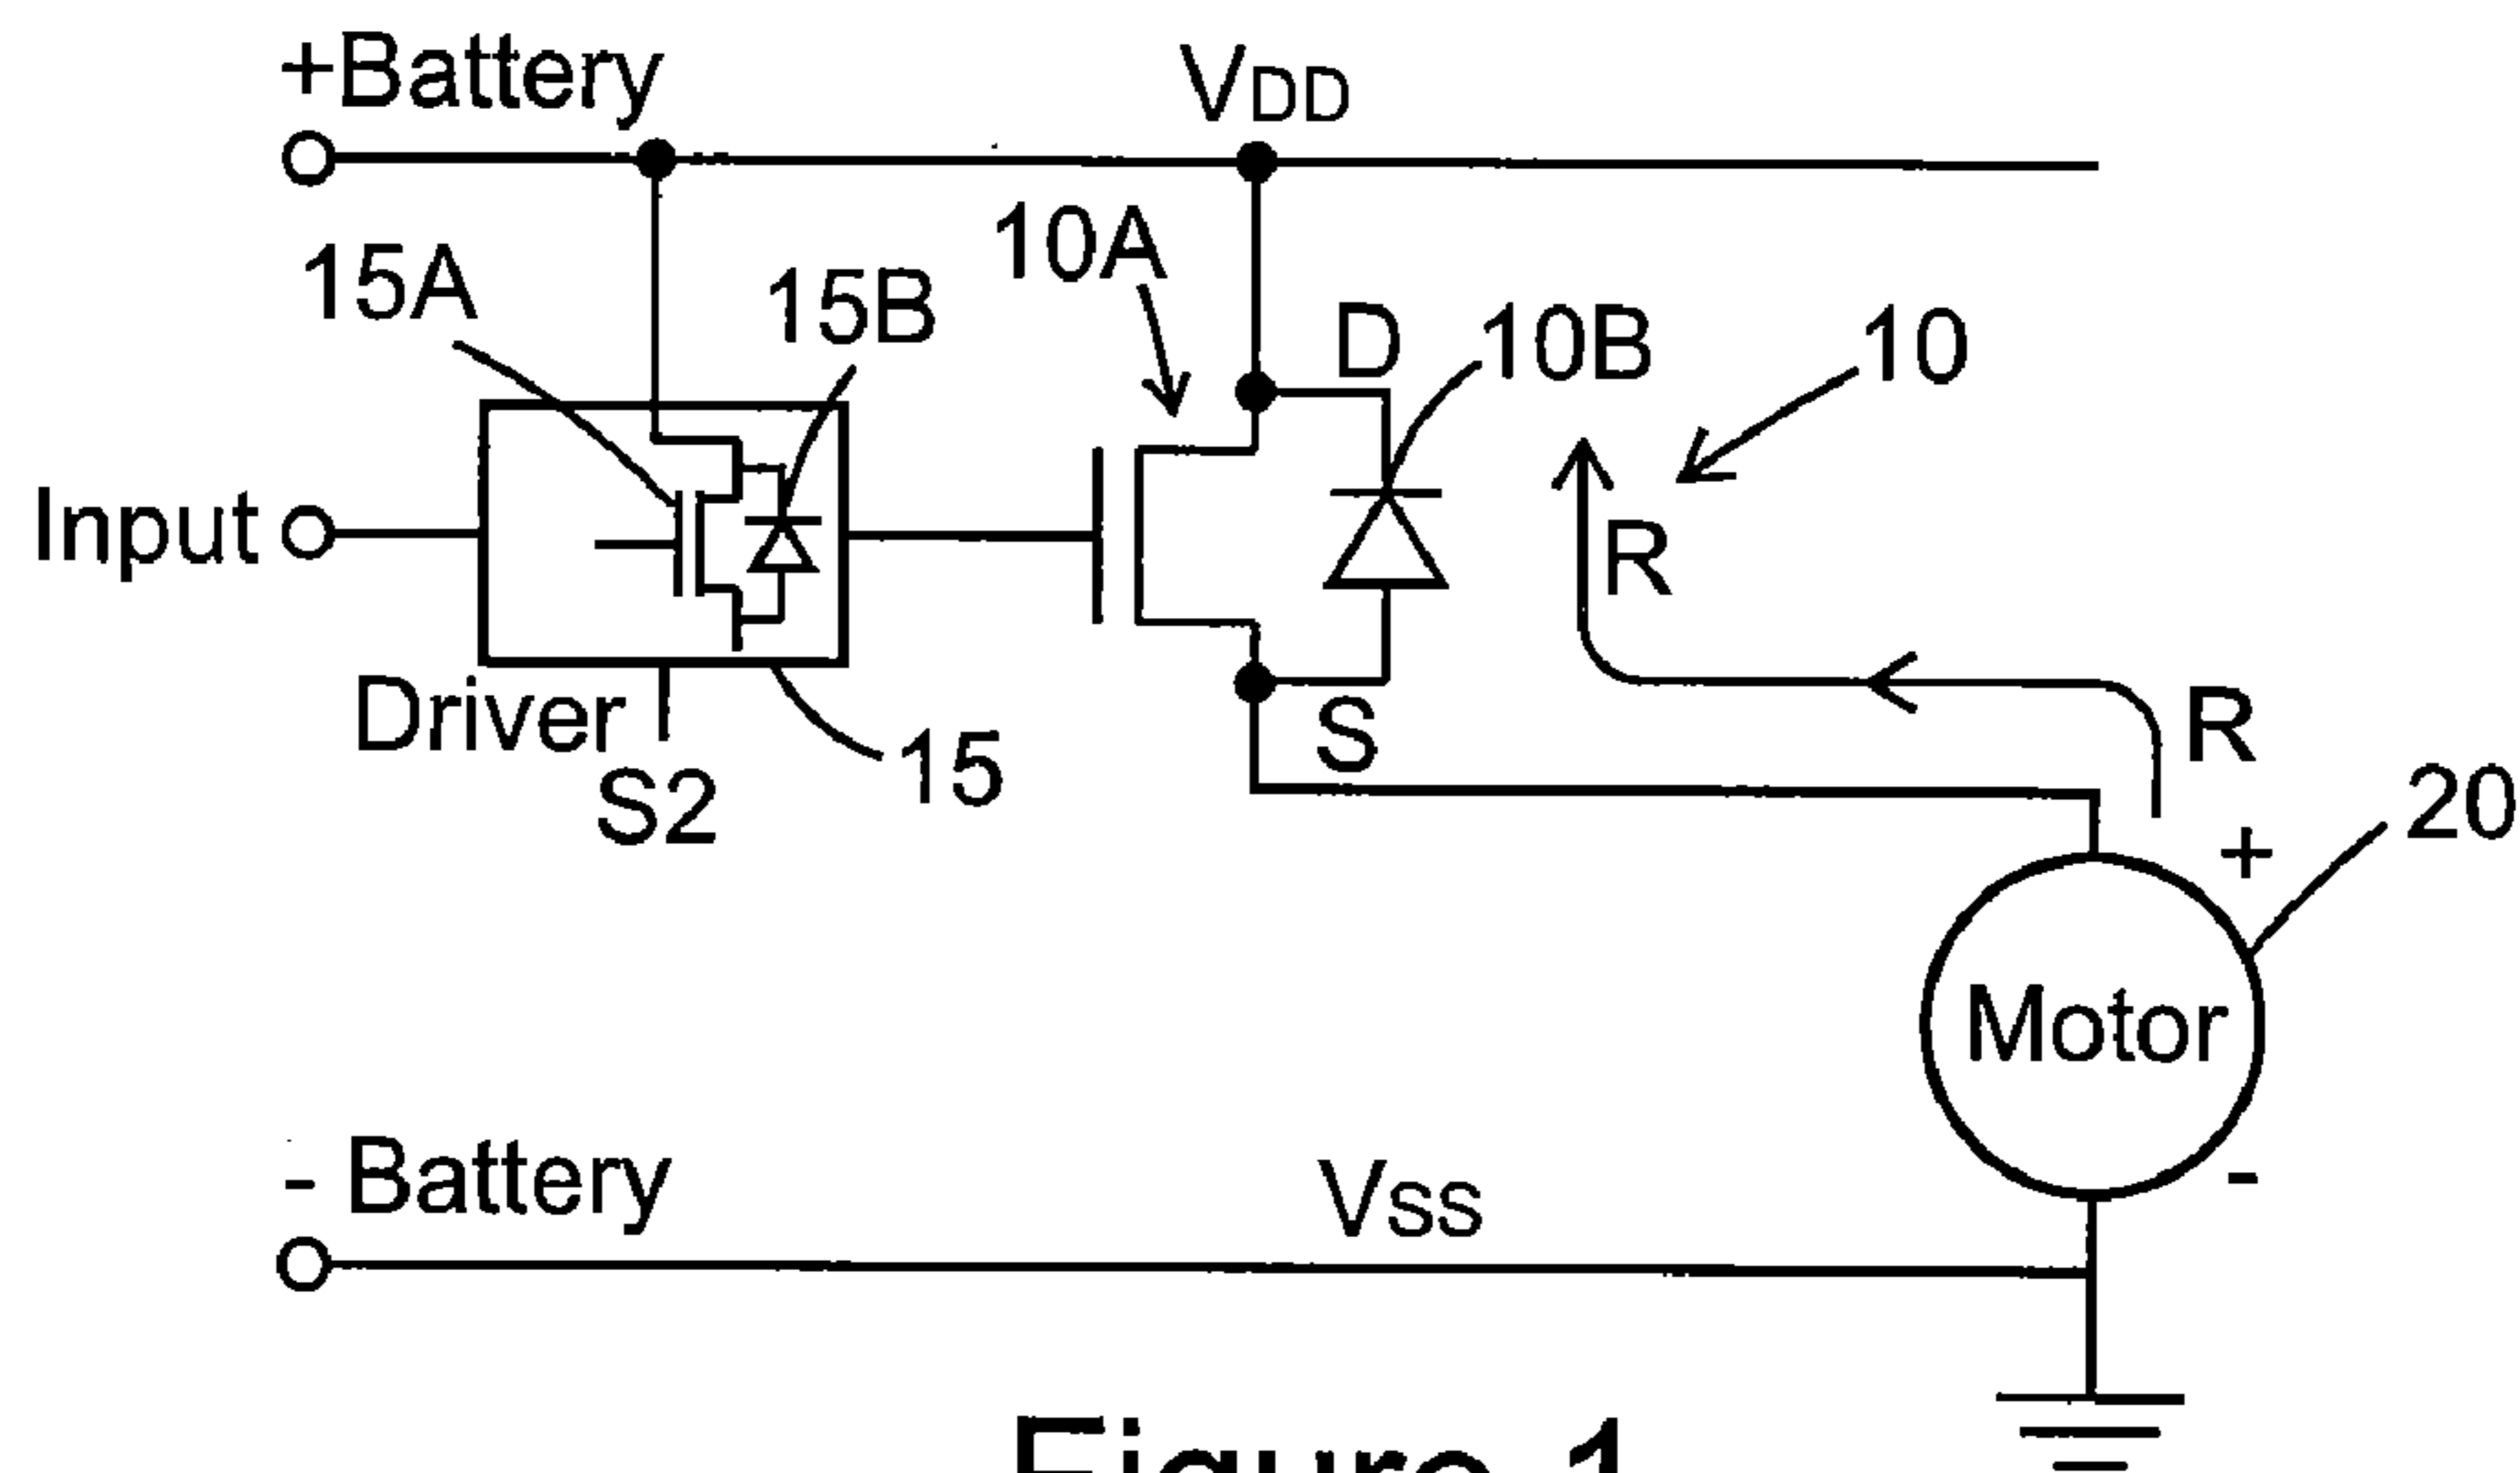 +Battery
VDD
10A
15A
15B
D
10B
10
Input
R
Driver
S
R
15
S2
20
+
Motor
-
- Battery
VSS
Figure 1